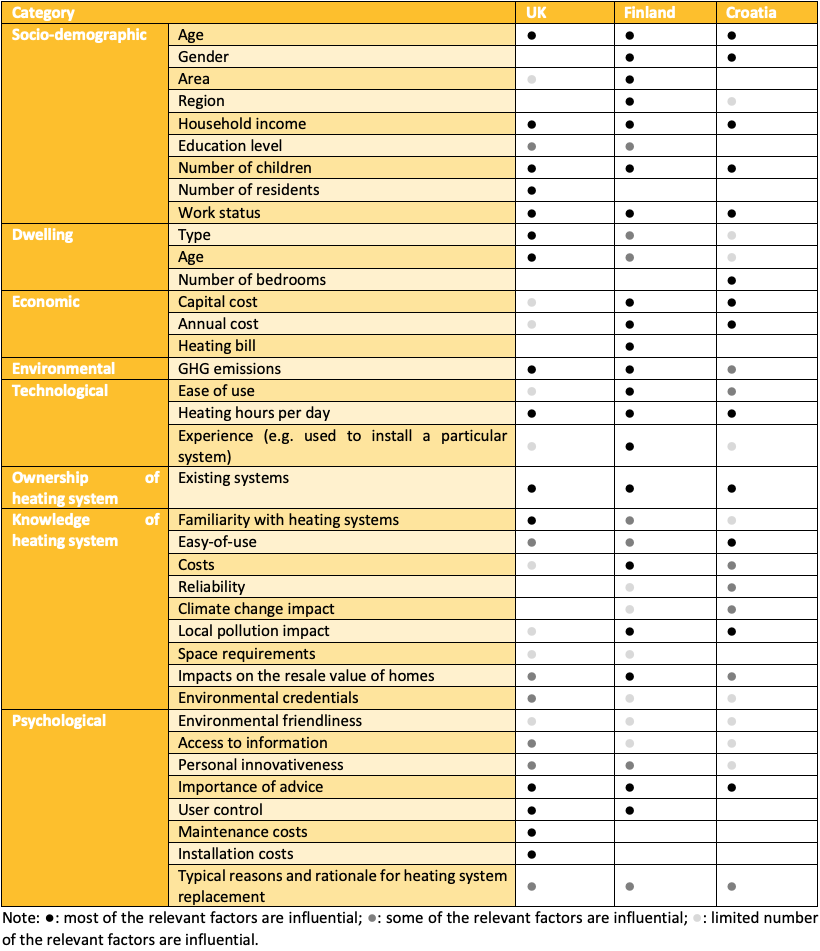 Category UK Finland Croatia
Socio-demographic Age ● ● ●
Gender ● ●
Area ● ●
Region ● ●
Household income ● ● ●
Education level ● ●
Number of children ● ● ●
Number of residents ●
Work status ● ● ●
Dwelling Type ● ● ●
Age ● ● ●
Number of bedrooms ●
Economic Capital cost ● ● ●
Annual cost ● ● ●
Heating bill ●
Environmental GHG emissions ● ● ●
Technological Ease of use ● ● ●
Heating hours per day ● ● ●
Experience (e.g. used to install a particular
system) ● ● ●
Ownership of Existing systems
heating system ● ● ●
Knowledge of Familiarity with heating systems ● ● ●
heating system Easy-of-use ● ● ●
Costs ● ● ●
Reliability ● ●
Climate change impact ● ●
Local pollution impact ● ● ●
Space requirements ● ●
Impacts on the resale value of homes ● ● ●
Environmental credentials ● ● ●
Psychological Environmental friendliness ● ● ●
Access to information ● ● ●
Personal innovativeness ● ● ●
Importance of advice ● ● ●
User control ● ●
Maintenance costs ●
Installation costs ●
Typical reasons and rationale for heating system
replacement ● ● ●
Note: ●: most of the relevant factors are influential; ●: some of the relevant factors are influential; ●: limited number
of the relevant factors are influential.